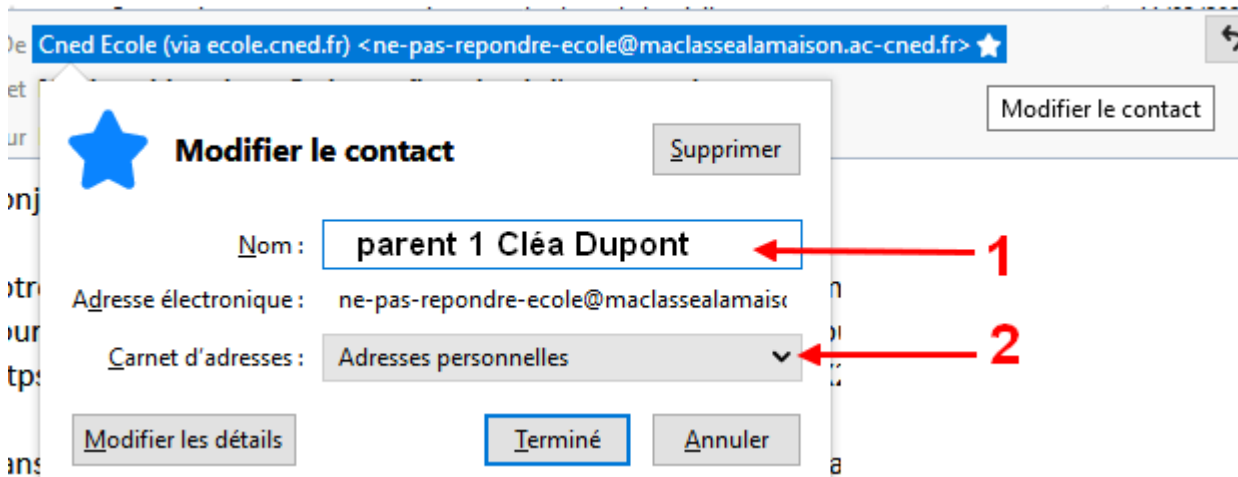 De Cned Ecole (via ecole.cned.fr) <ne-pas-repondre-ecole@maclassealamaison.ac-cned.fr>
Modifier le contact
Modifier le contact
Supprimer
Nom : parent 1 Cléa Dupont
1
Adresse électronique : ne-pas-repondre-ecole@maclassealamaiso
Carnet d'adresses : Adresses personnelles
2
Modifier les détails
Terminé
Annuler